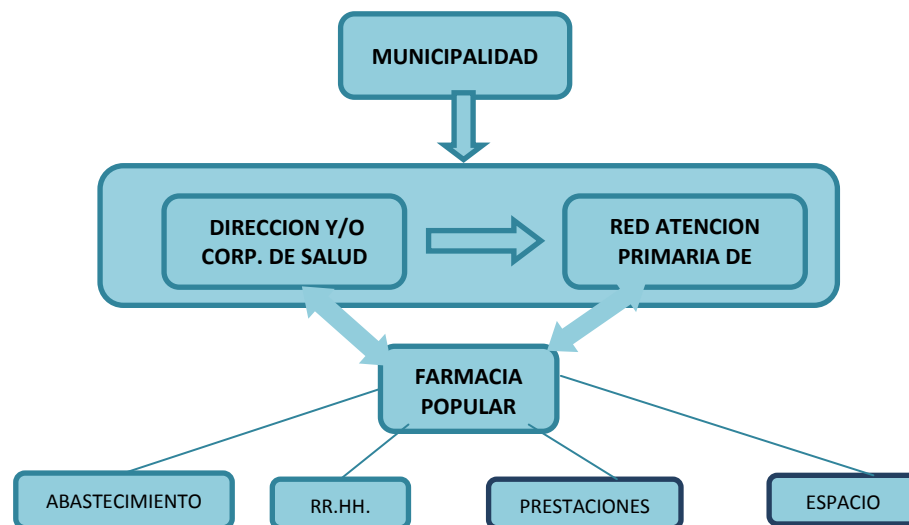 MUNICIPALIDAD
DIRECCION Y/O
CORP. DE SALUD
RED ATENCION
PRIMARIA DE
FARMACIA
POPULAR
ABASTECIMIENTO
RR.HH.
PRESTACIONES
ESPACIO